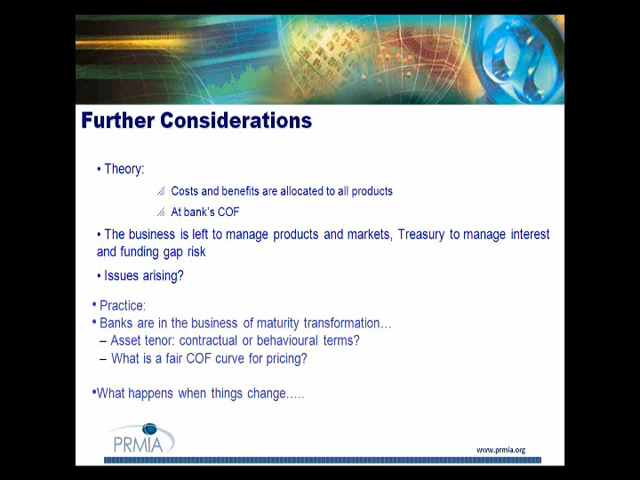 Further Considerations
• Theory:
Costs and benefits are allocated to all products
At bank's COF
• The business is left to manage products and markets, Treasury to manage interest
and funding gap risk
• Issues arising?
• Practice:
• Banks are in the business of maturity transformation…
– Asset tenor: contractual or behavioural terms?
– What is a fair COF curve for pricing?
•What happens when things change…..
PRMIA
www.prmia.org